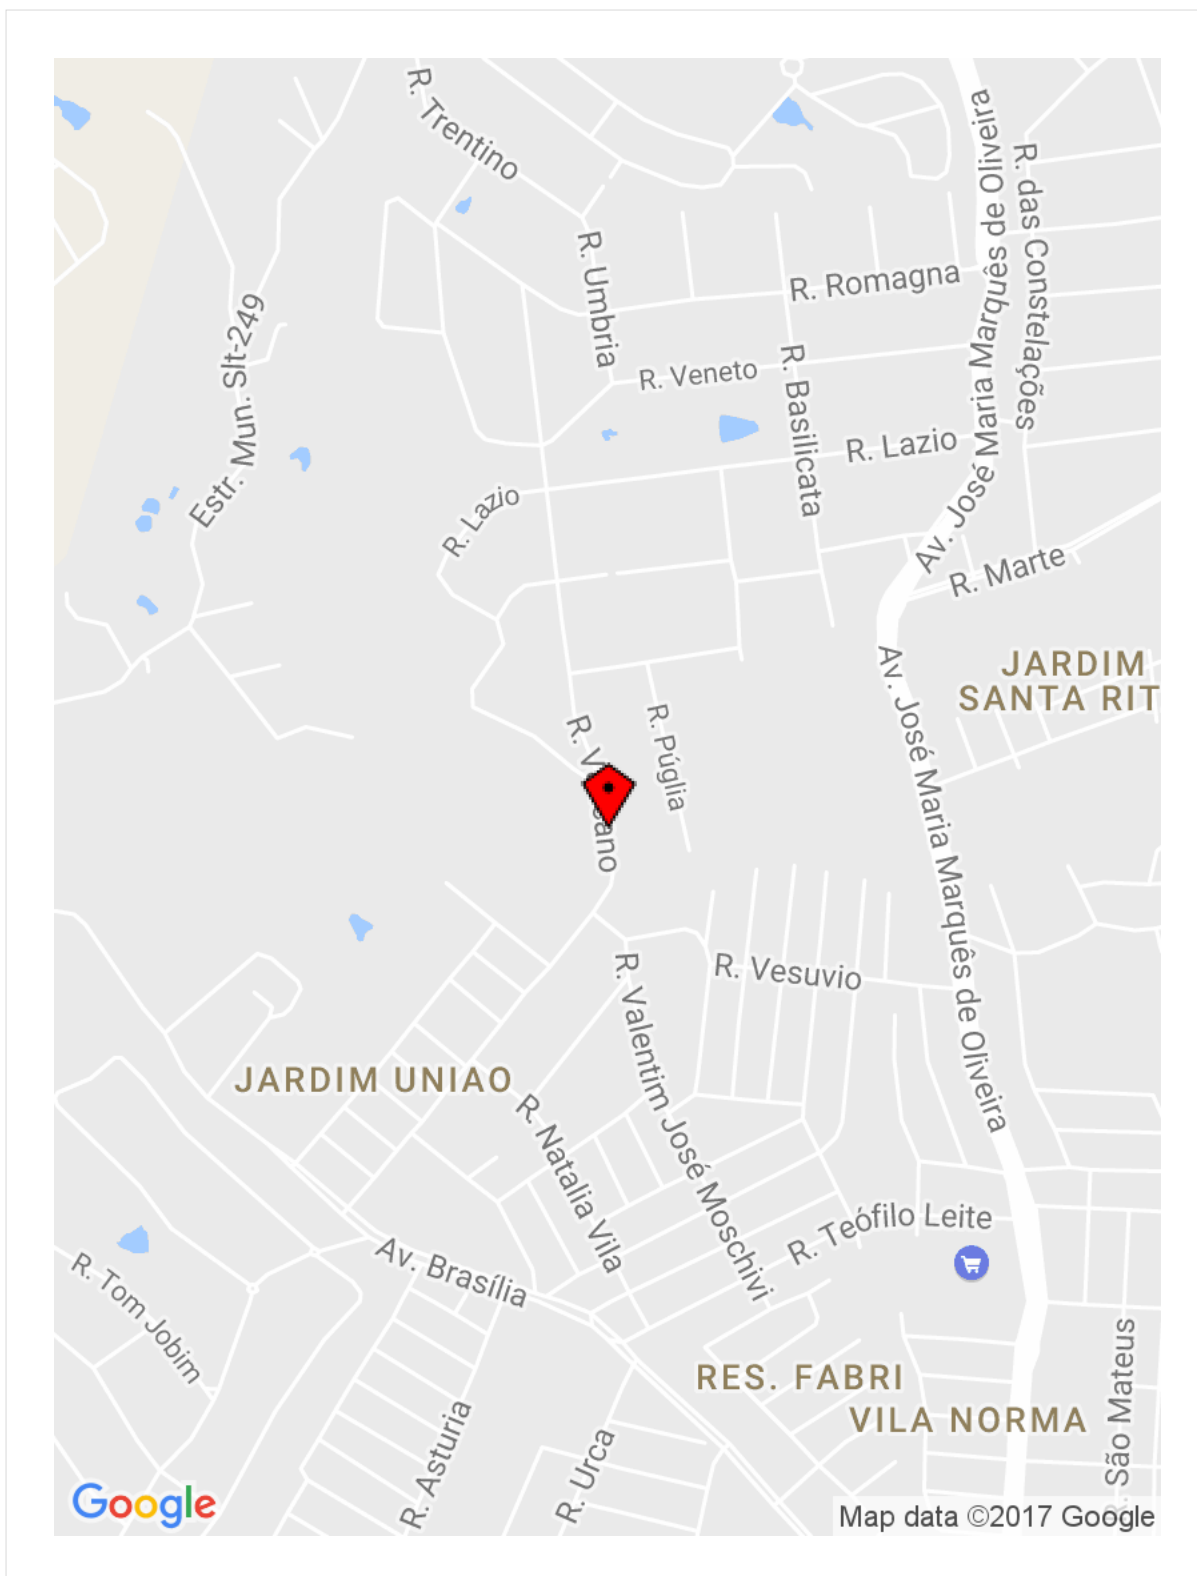 R. Trentino
Av. José Maria Marquês de Oliveira
R. das Constelações
R. Umbria
R. Romagna
Estr. Mun. Slt-249
R. Veneto
R. Basilicata
R. Lazio
R. Lazio
R. Marte
JARDIM
SANTA RIT
Av. José Maria Marquês de Oliveira
R. Púglia
R. Vesuvio
R. Valentim José Moschivi
JARDIM UNIAO
R. Natalia Vila
R. Teófilo Leite
Av. Brasília
R. Tom Jobim
RES. FABRI
VILA NORMA
R. São Mateus
R. Asturia
R. Urca
Google
Map data ©2017 Google